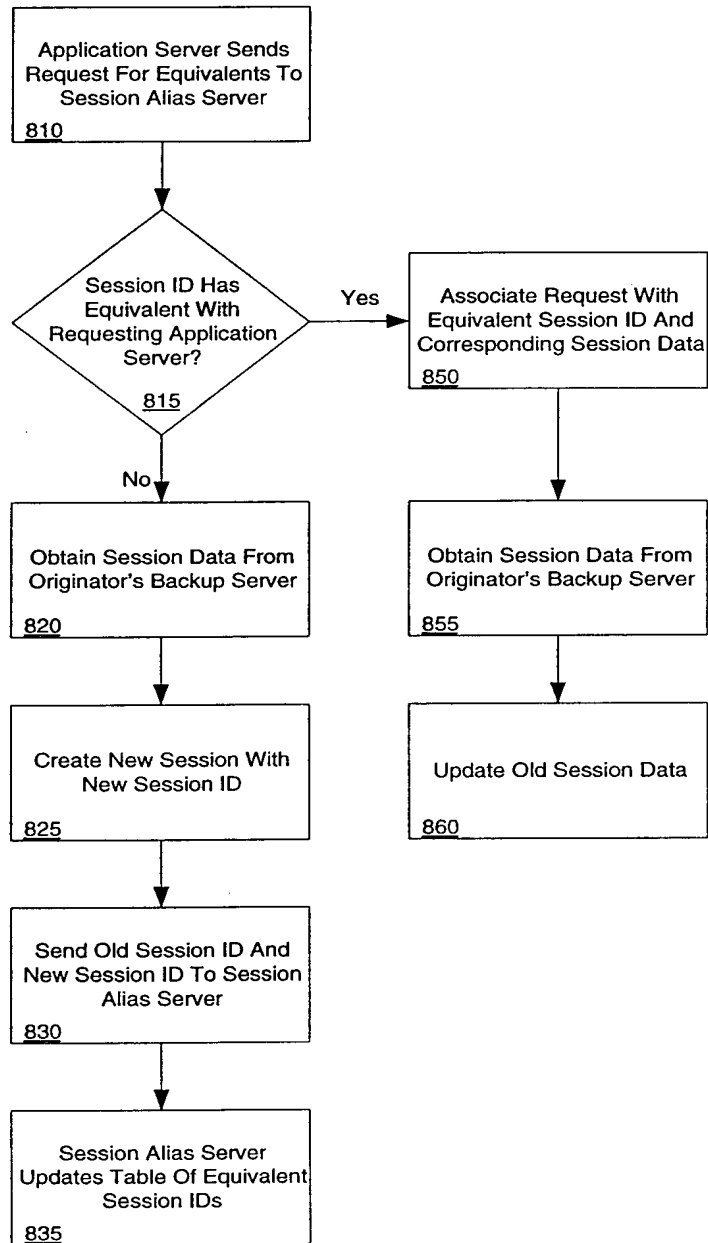 Application Server Sends
Request For Equivalents To
Session Alias Server
810
Session ID Has
Equivalent With
Requesting Application
Server?
815
Yes
Associate Request With
Equivalent Session ID And
Corresponding Session Data
850
No
Obtain Session Data From
Originator's Backup Server
820
Obtain Session Data From
Originator's Backup Server
855
Create New Session With
New Session ID
825
Update Old Session Data
860
Send Old Session ID And
New Session ID To Session
Alias Server
830
Session Alias Server
Updates Table Of Equivalent
Session IDs
835